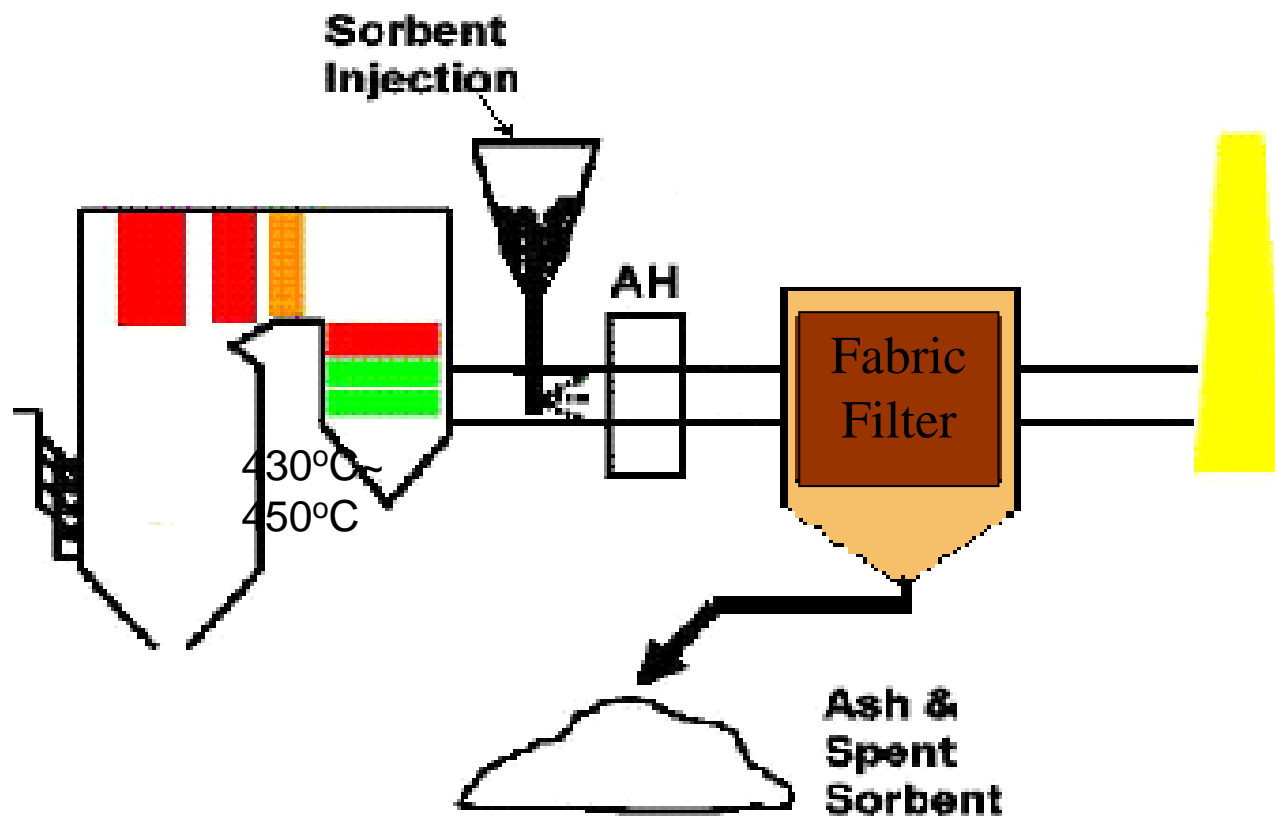 Sorbent
Injection
AH
Fabric
Filter
430ºC~
450ºC
Ash &
Spent
Sorbent